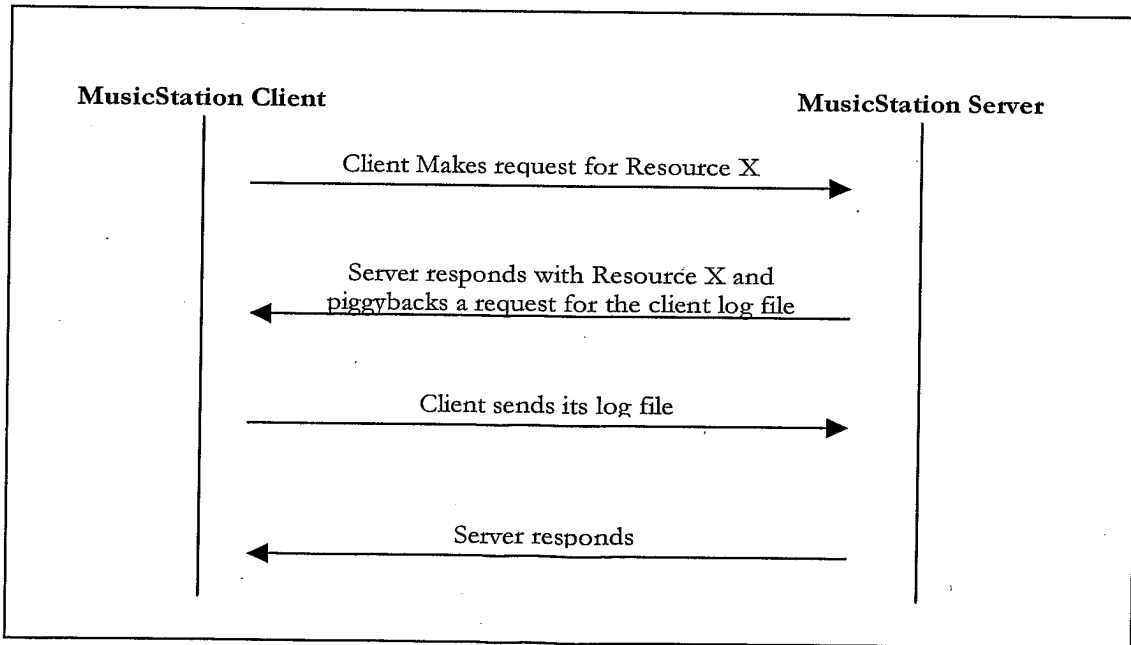 MusicStation Client
MusicStation Server
Client Makes request for Resource X
Server responds with Resource X and
piggybacks a request for the client log file
Client sends its log file
Server responds